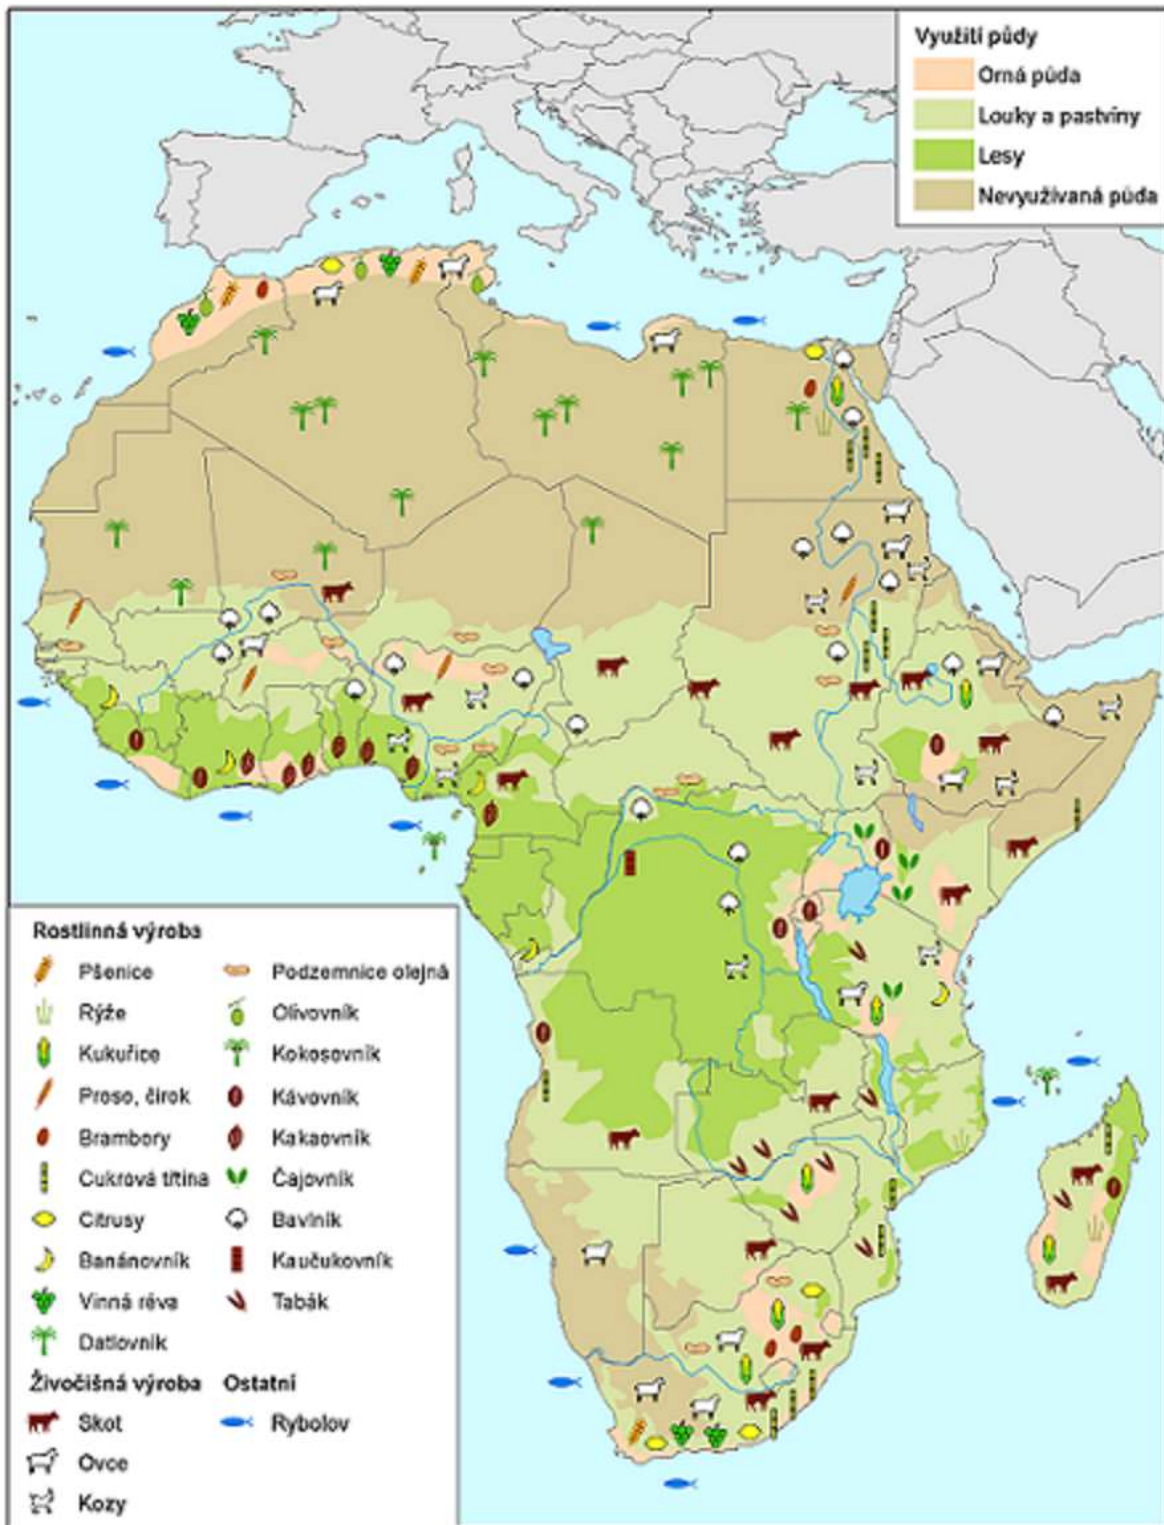 Využití půdy
Orná půda
Louky a pastviny
Lesy
Nevyužívaná půda
Rostlinná výroba
Pšenice
Rýže
Kukuřice
Proso, čirok
Brambory
Cukrová třtina
Citrusy
Banánovník
Vinná réva
Datlovník
Podzemnice olejná
Olivovník
Kokosovník
Kávovník
Kakaovník
Čajovník
Bavlník
Kaučukovník
Tabák
Živočišná výroba
Skot
Ovce
Kozy
Ostatní
Rybolov